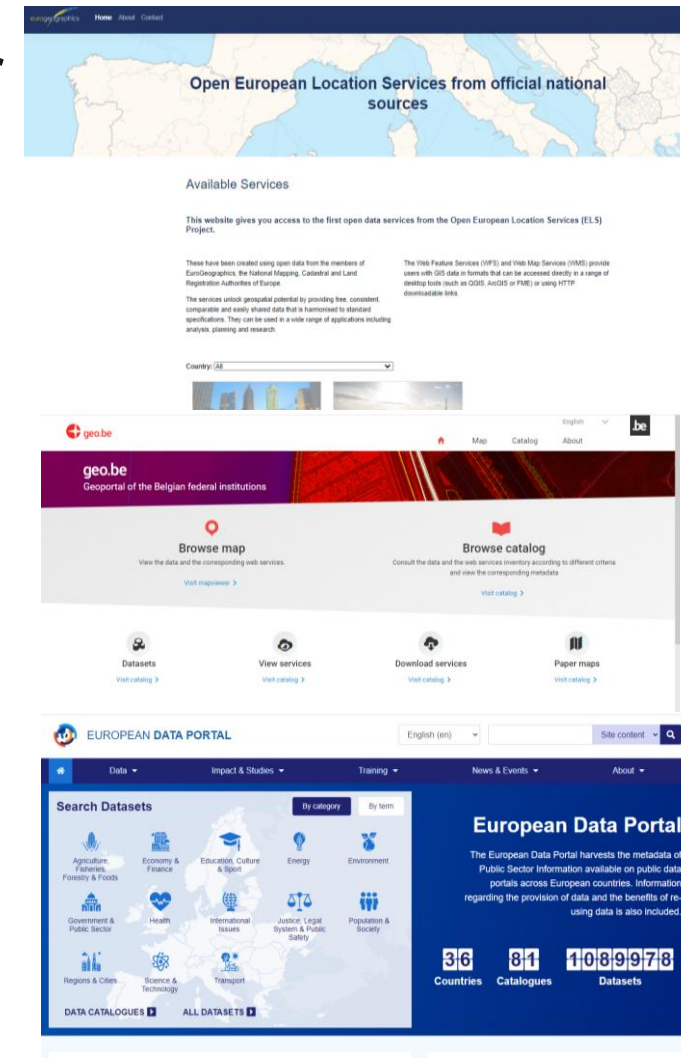 eurogeographics Home About Contact
Open European Location Services from official national
sources
Available Services
This website gives you access to the first open data services from the Open European Location Services (ELS)
Project.
These have been created using open data from the members of
EuroGeographics, the National Mapping, Cadastral and Land
Registration Authorities of Europe.
The services unlock geospatial potential by providing free, consistent,
comparable and easily shared data that is harmonised to standard
specifications. They can be used in a wide range of applications including
analysis, planning and research.
The Web Feature Services (WFS) and Web Map Services (WMS) provide
users with GIS data in formats that can be accessed directly in a range of
desktop tools (such as QGIS, ArcGIS or FME) or using HTTP
downloadable links.
Country: All
geo.be
English
.be
Map Catalog About
geo.be
Geoportal of the Belgian federal institutions
Browse map
View the data and the corresponding web services.
Visit mapviewer >
Browse catalog
Consult the data and the web services inventory according to different criteria
and view the corresponding metadata
Visit catalog >
Datasets
Visit catalog >
View services
Visit catalog >
Download services
Visit catalog >
Paper maps
Visit catalog >
EUROPEAN DATA PORTAL
English (en)
Site content
Data Impact & Studies Training News & Events About
Search Datasets
By category By term
Agriculture,
Fisheries,
Forestry & Foods
Economy &
Finance
Education, Culture
& Sport
Energy
Environment
Government &
Public Sector
Health
International
Issues
Justice, Legal
System & Public
Safety
Population &
Society
Regions & Cities
Science &
Technology
Transport
DATA CATALOGUES ALL DATASETS
European Data Portal
The European Data Portal harvests the metadata of
Public Sector Information available on public data
portals across European countries. Information
regarding the provision of data and the benefits of re-
using data is also included.
36 81 1089978
Countries Catalogues Datasets